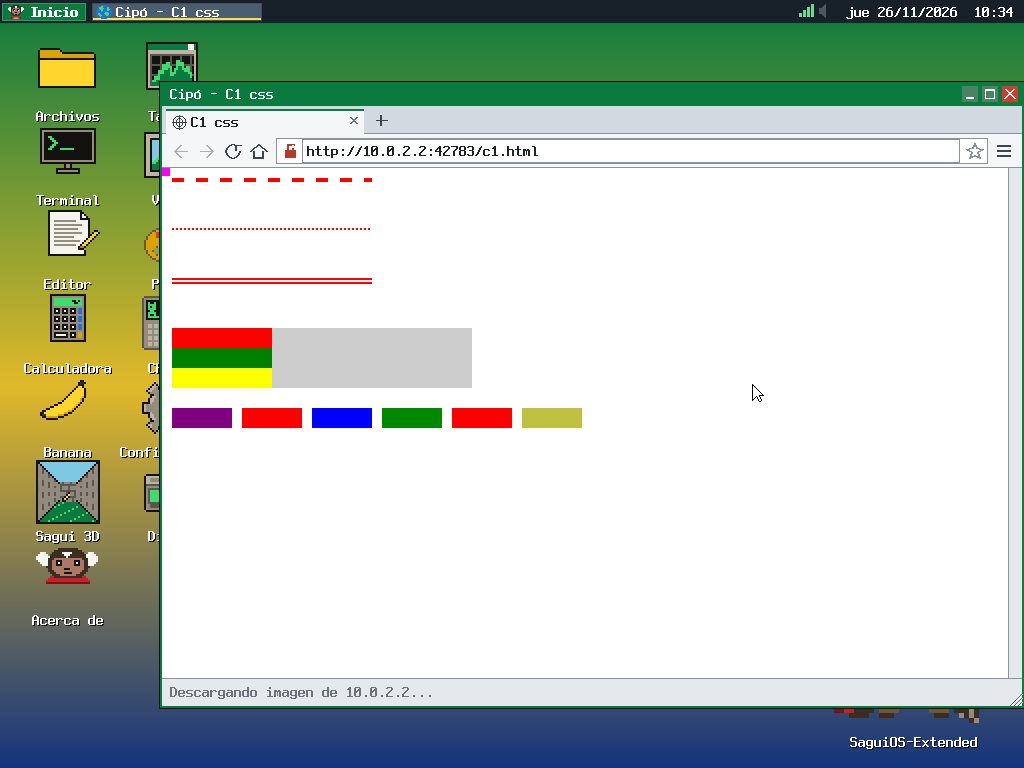 Inicio
Cipó - C1 css
jue 26/11/2026 10:34
Archivos
Terminal
Editor
Calculadora
Banana
Sagui 3D
Acerca de
Cipó - C1 css
C1 css
http://10.0.2.2:42783/c1.html
Descargando imagen de 10.0.2.2...
SaguiOS-Extended